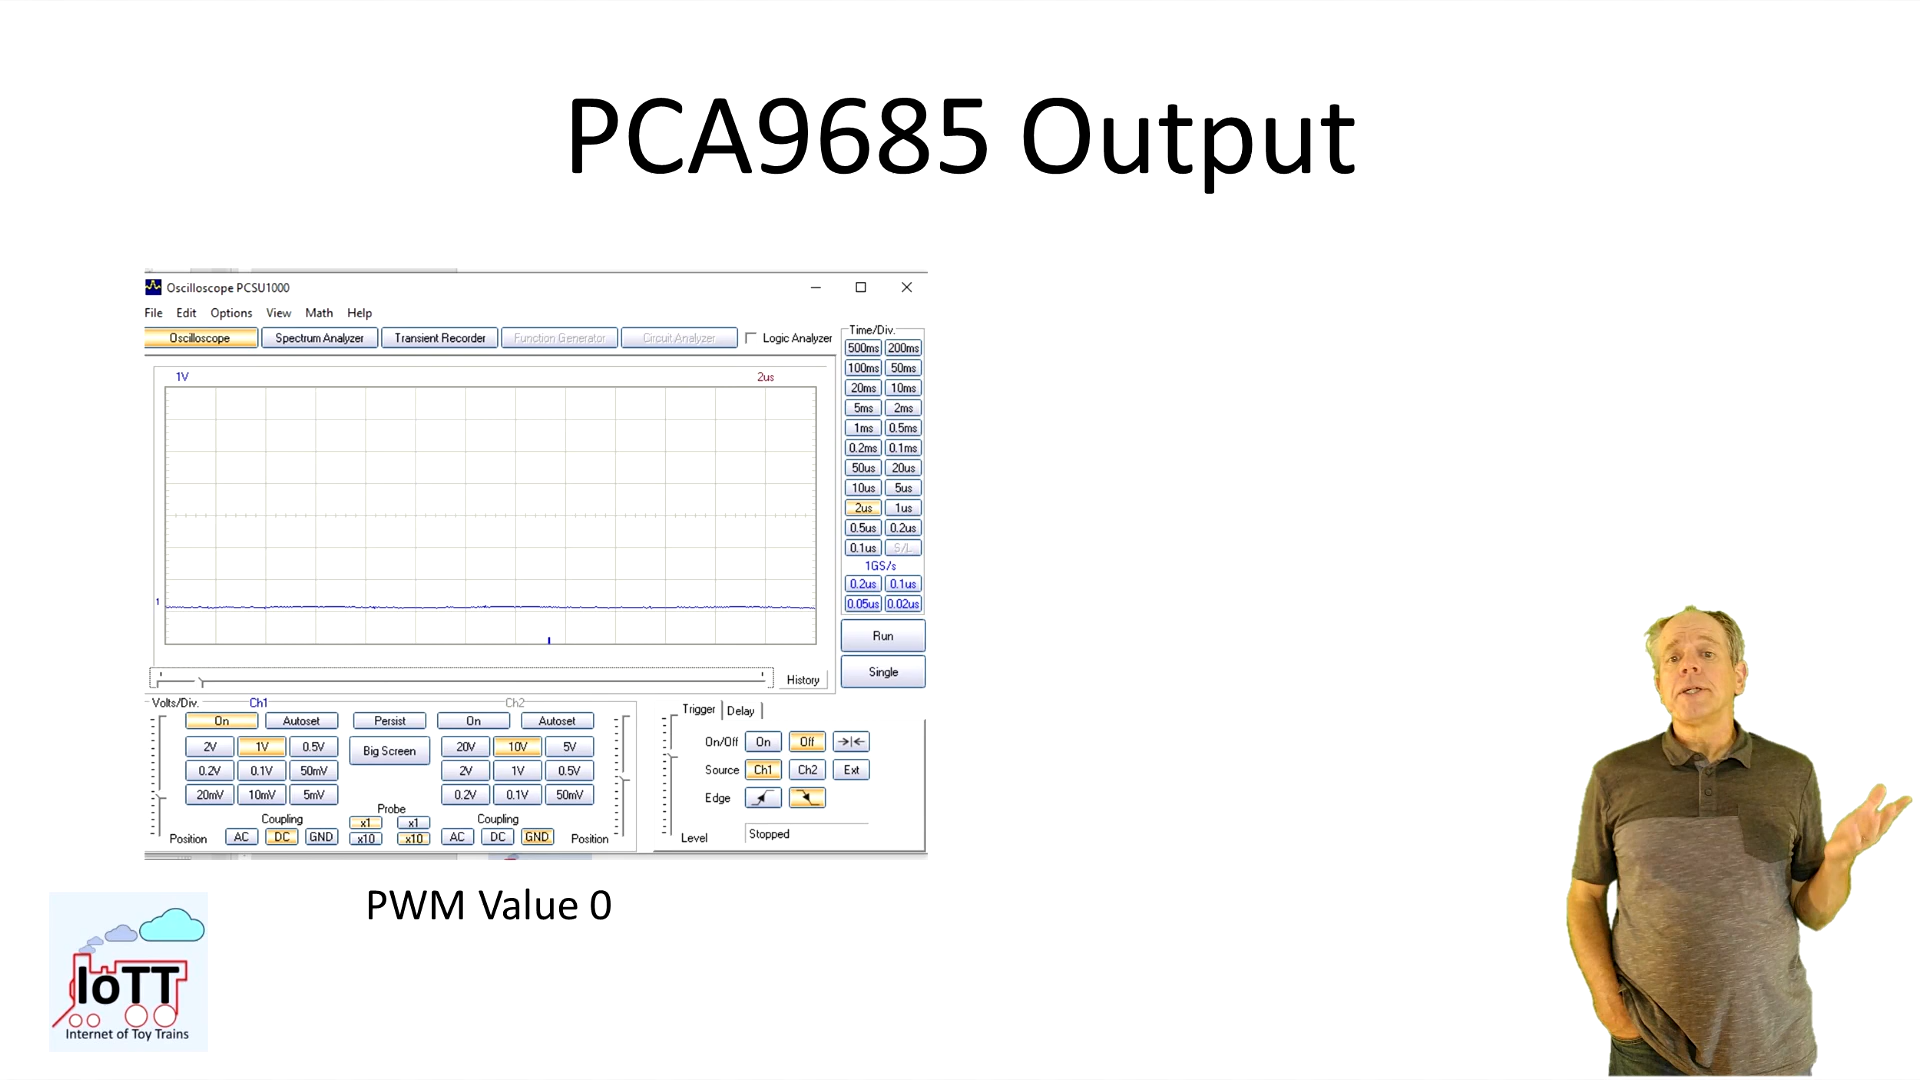 PCA9685 Output
Oscilloscope PCSU1000
File Edit Options View Math Help
Oscilloscope Spectrum Analyzer Transient Recorder Function Generator Circuit Analyzer Logic Analyzer
Time/Div.
500ms 200ms
100ms 50ms
20ms 10ms
5ms 2ms
1ms 0.5ms
0.2ms 0.1ms
50us 20us
10us 5us
2us 1us
0.5us 0.2us
0.1us S/L
1GS/s
0.2us 0.1us
0.05us 0.02us
Run
Single
1V 2us
1
History
Volts/Div. Ch1 Ch2
On Autoset Persist On Autoset
2V 1V 0.5V Big Screen 20V 10V 5V
0.2V 0.1V 50mV 2V 1V 0.5V
20mV 10mV 5mV 0.2V 0.1V 50mV
Coupling Probe Coupling
x1 x1
Position AC DC GND x10 x10 AC DC GND Position
Trigger Delay
On/Off On Off
Source Ch1 Ch2 Ext
Edge
Level Stopped
PWM Value 0
IoTT
Internet of Toy Trains